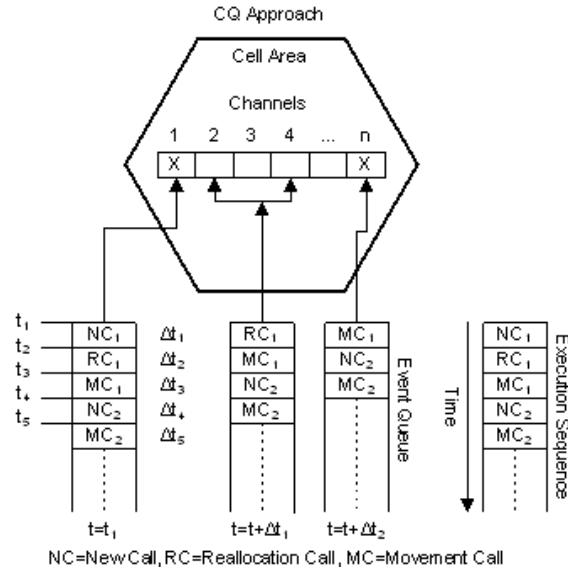 CQ Approach
Cell Area
Channels
1 2 3 4 ... n
X X
t₁ NC₁ Δt₁ RC₁ MC₁ NC₁
t₂ RC₁ Δt₂ MC₁ NC₂ RC₁
t₃ MC₁ Δt₃ NC₂ MC₂ MC₁
t₄ NC₂ Δt₄ MC₂ NC₂
t₅ MC₂ Δt₅ MC₂
Event Queue
Time
Execution Sequence
t=t₁ t=t+Δt₁ t=t+Δt₂
NC=New Call, RC=Reallocation Call, MC=Movement Call